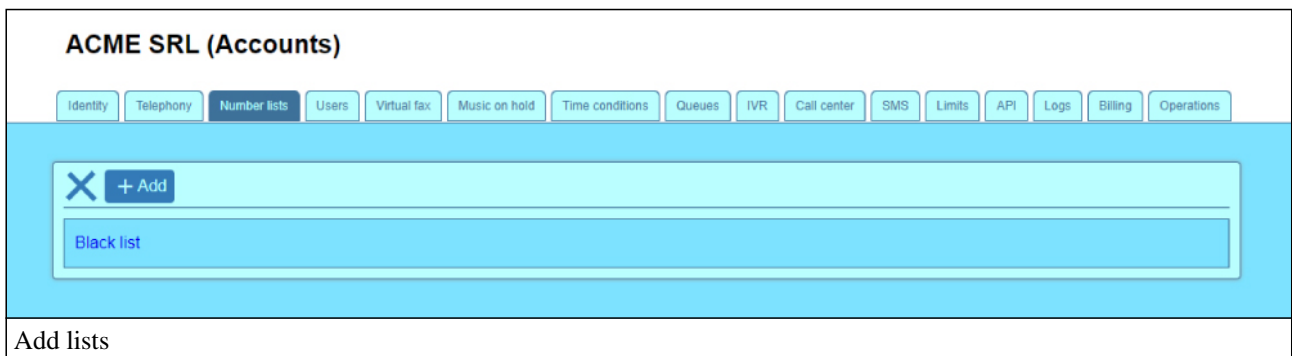 ACME SRL (Accounts)
Identity Telephony Number lists Users Virtual fax Music on hold Time conditions Queues IVR Call center SMS Limits API Logs Billing Operations
+ Add
Black list
Add lists